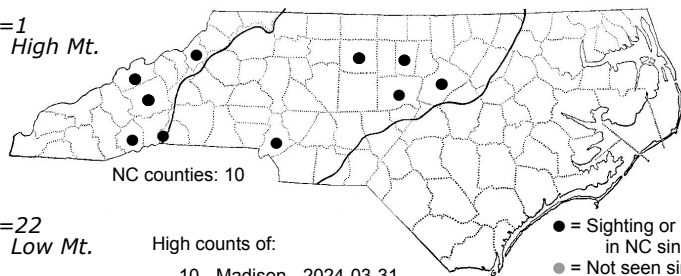 =1
High Mt.
NC counties: 10
=22
Low Mt.
High counts of:
10 - Madison - 2024-03-31
● = Sighting or
in NC sin
● = Not seen sin